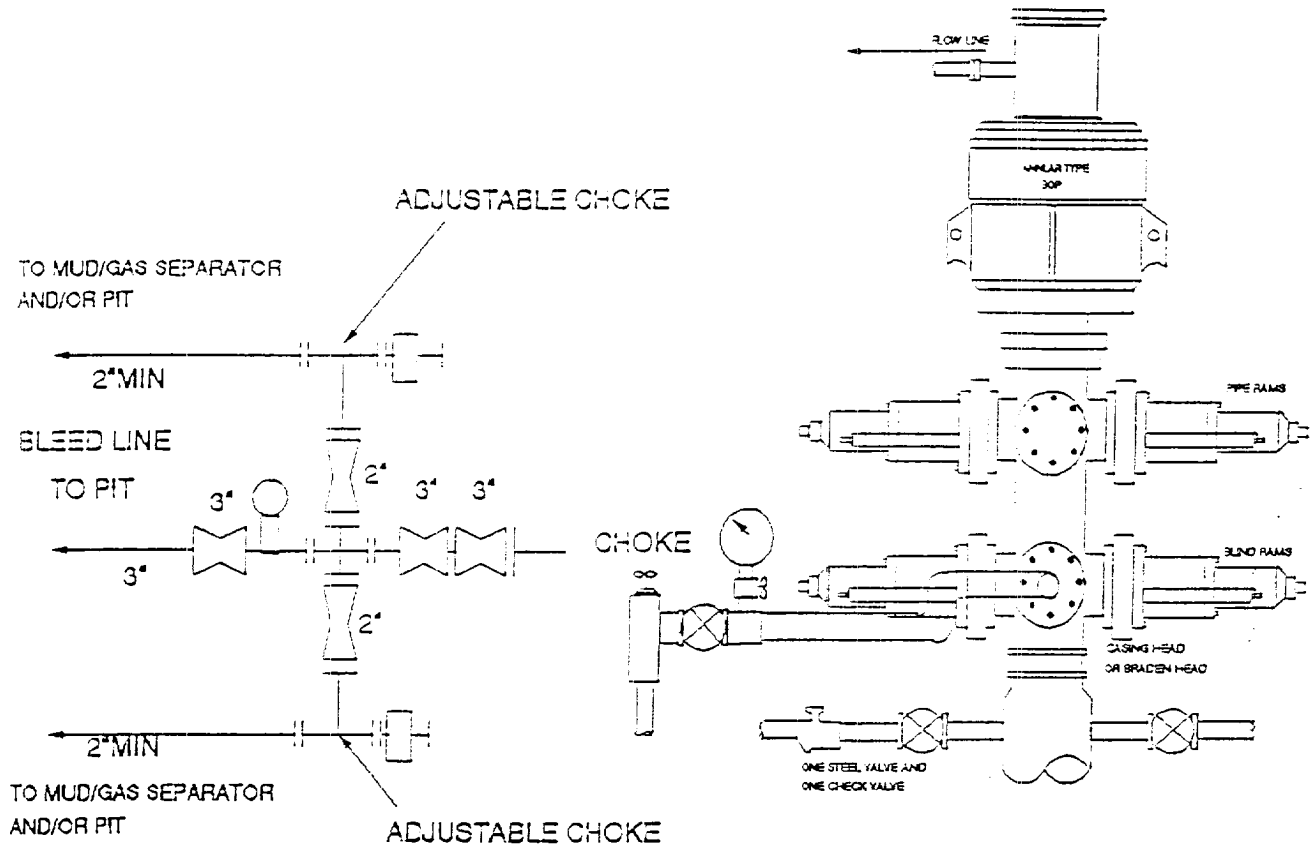 FLOW LINE
ANNULAR TYPE
BOP
ADJUSTABLE CHOKE
TO MUD/GAS SEPARATOR
AND/OR PIT
2"MIN
PIPE RAMS
BLEED LINE
TO PIT
2"
3"
3"
3"
CHOKE
BLIND RAMS
3"
2"
CASING HEAD
OR BRADEN HEAD
2"MIN
ONE STEEL VALVE AND
ONE CHECK VALVE
TO MUD/GAS SEPARATOR
AND/OR PIT
ADJUSTABLE CHOKE